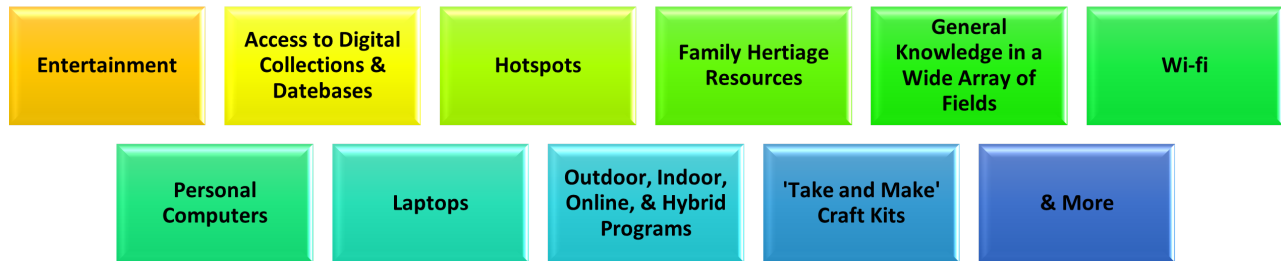 Entertainment
Access to Digital
Collections &
Datebases
Hotspots
Family Hertiage
Resources
General
Knowledge in a
Wide Array of
Fields
Wi-fi
Personal
Computers
Laptops
Outdoor, Indoor,
Online, & Hybrid
Programs
'Take and Make'
Craft Kits
& More